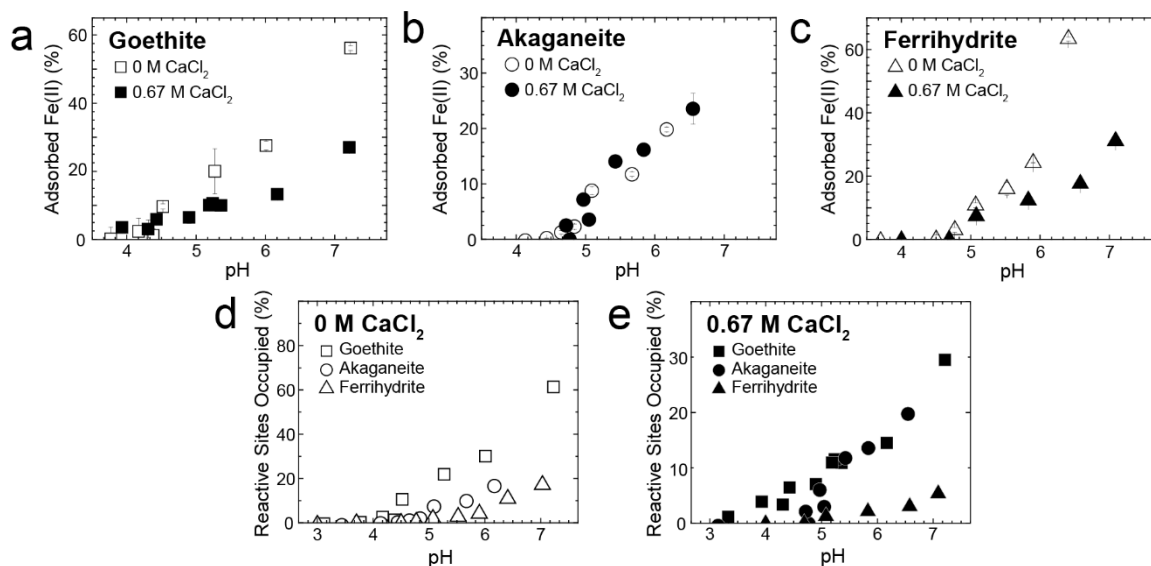 a
Goethite
0 M CaCl₂
0.67 M CaCl₂
Adsorbed Fe(II) (%)
60
40
20
0
4 5 6 7
pH
b
Akaganeite
0 M CaCl₂
0.67 M CaCl₂
Adsorbed Fe(II) (%)
30
20
10
0
4 5 6 7
pH
c
Ferrihydrite
0 M CaCl₂
0.67 M CaCl₂
Adsorbed Fe(II) (%)
60
40
20
0
4 5 6 7
pH
d
0 M CaCl₂
Goethite
Akaganeite
Ferrihydrite
Reactive Sites Occupied (%)
80
60
40
20
0
3 4 5 6 7
pH
e
0.67 M CaCl₂
Goethite
Akaganeite
Ferrihydrite
Reactive Sites Occupied (%)
30
20
10
0
3 4 5 6 7
pH